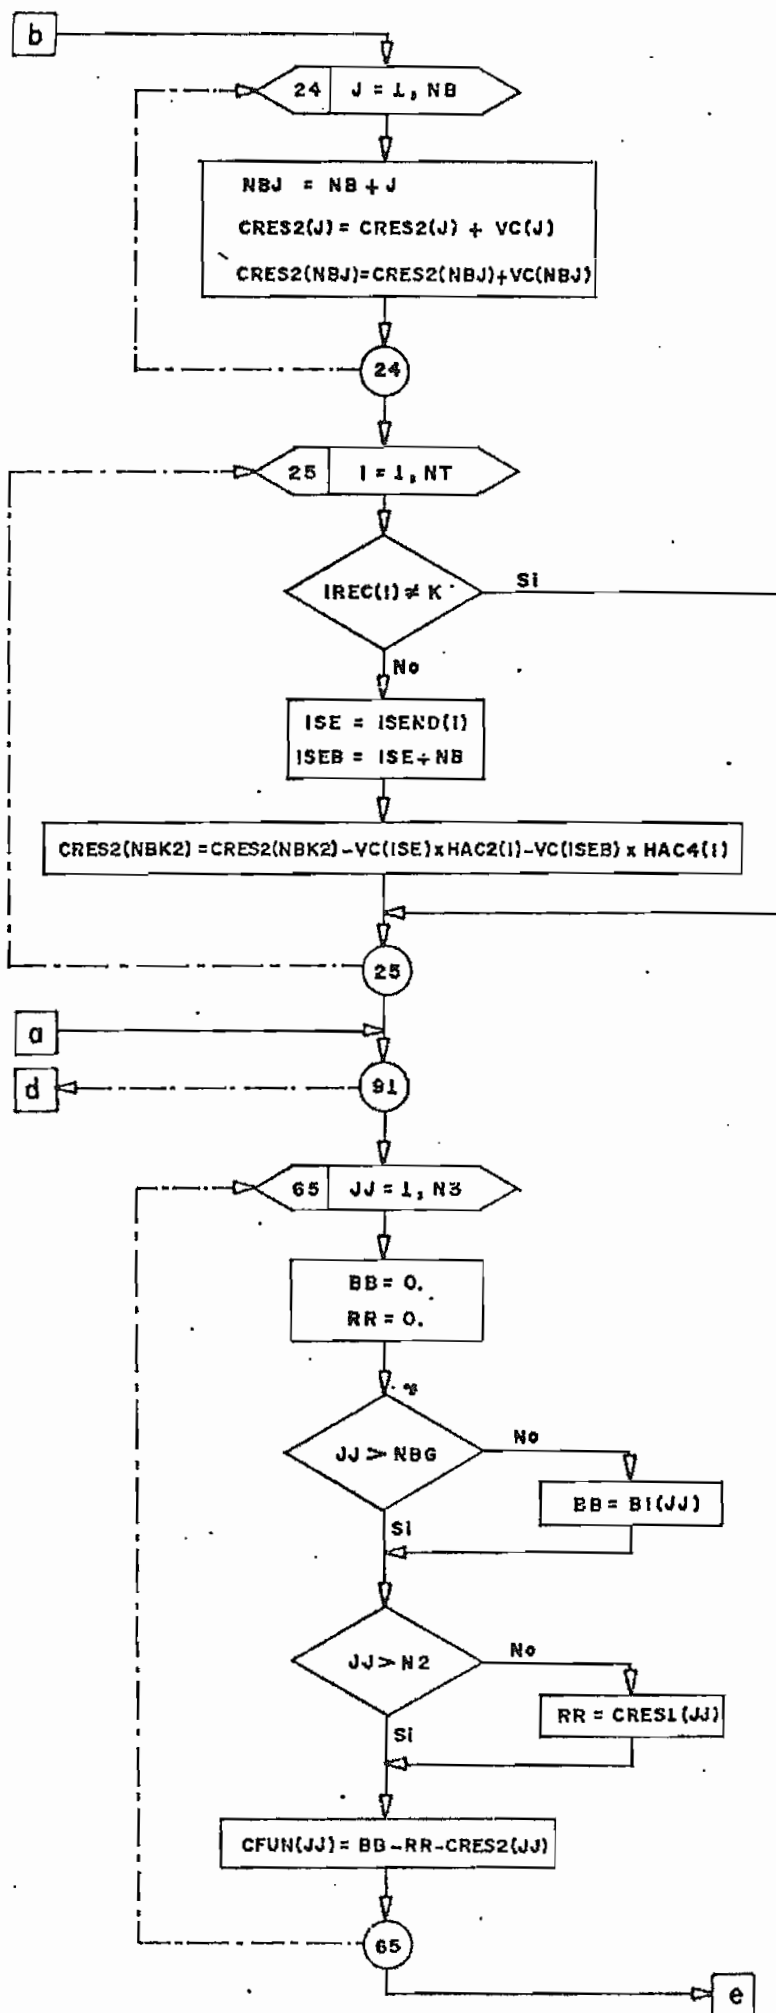 b
24 J = 1, NB
NBJ = NB + J
CRES2(J) = CRES2(J) + VC(J)
CRES2(NBJ)=CRES2(NBJ)+VC(NBJ)
24
25 I = 1, NT
IREC(I) ≠ K
Si
No
ISE = ISEND(I)
ISEB = ISE+NB
CRES2(NBK2)=CRES2(NBK2)-VC(ISE)xHAC2(I)-VC(ISEB) x HAC4(I)
25
a
d
91
65 JJ = 1, N3
BB = 0.
RR = 0.
JJ > NBG
No
BB = B1(JJ)
Si
JJ > N2
No
RR = CRES1(JJ)
Si
CFUN(JJ)= BB-RR-CRES2(JJ)
65
e